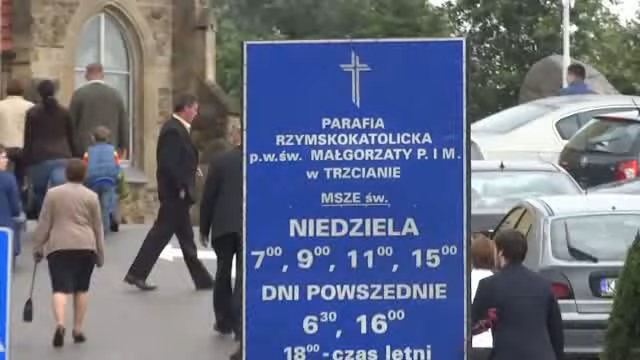 PARAFIA
RZYMSKOKATOLICKA
p.w.św. MAŁGORZATY P. I M.
w TRZCIANIE
MSZE św.
NIEDZIELA
7⁰⁰, 9⁰⁰, 11⁰⁰, 15⁰⁰
DNI POWSZEDNIE
6³⁰, 16⁰⁰
18⁰⁰ - czas letni